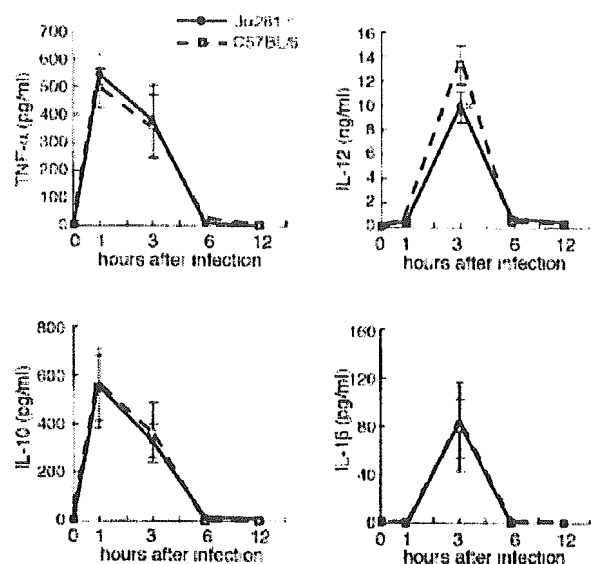 Jα281
C57BL/6
TNF-α (pg/ml)
700
600
500
400
300
200
100
0
0 1 3 6 12
hours after infection
IL-12 (ng/ml)
16
14
12
10
8
6
4
2
0
0 1 3 6 12
hours after infection
IL-10 (pg/ml)
800
600
400
200
0
0 1 3 6 12
hours after infection
IL-1β (pg/ml)
160
120
80
40
0
0 1 3 6 12
hours after infection